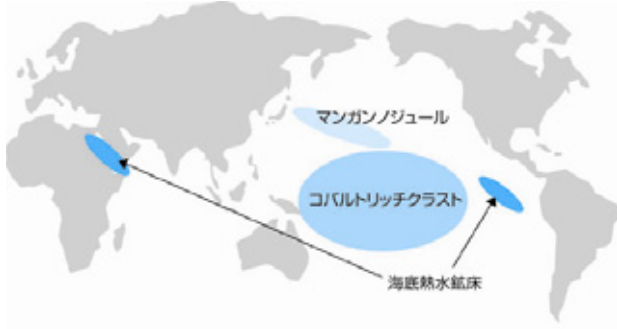 マンガンノジュール
コバルトリッチクラスト
海底熱水鉱床